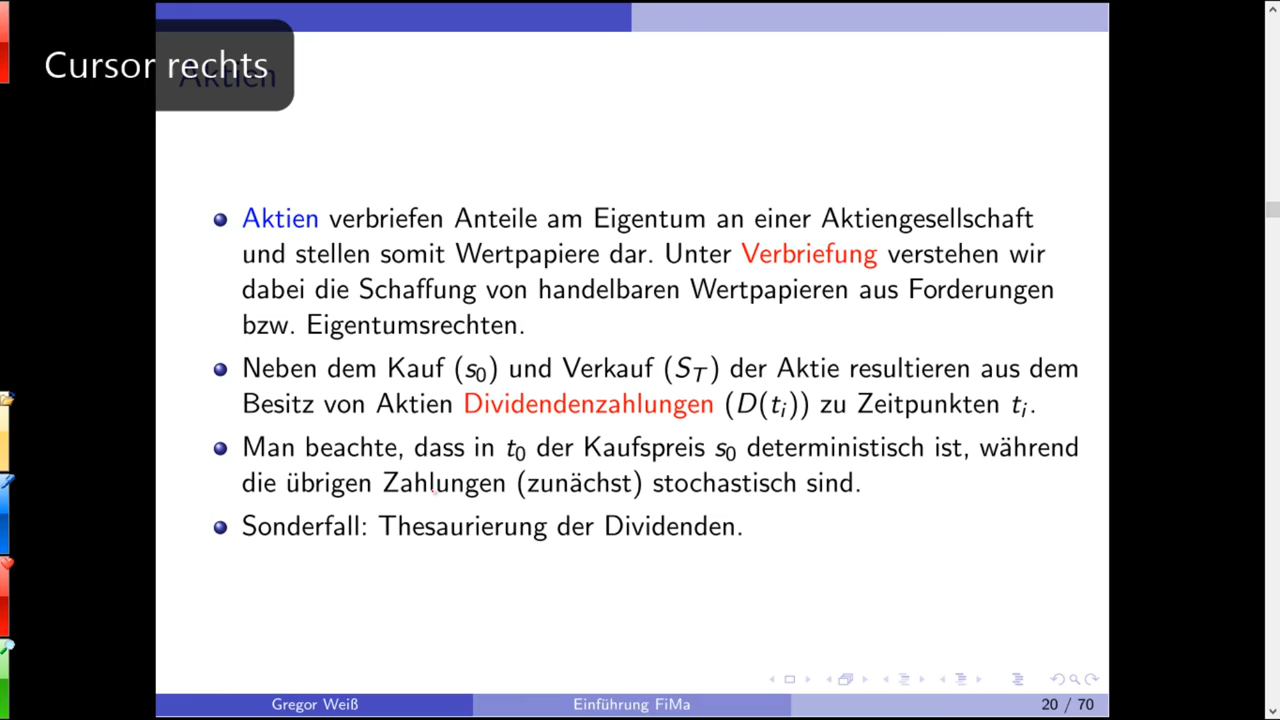 Cursor rechts
Aktien
Aktien verbriefen Anteile am Eigentum an einer Aktiengesellschaft
und stellen somit Wertpapiere dar. Unter Verbriefung verstehen wir
dabei die Schaffung von handelbaren Wertpapieren aus Forderungen
bzw. Eigentumsrechten.
Neben dem Kauf (s₀) und Verkauf (S_T) der Aktie resultieren aus dem
Besitz von Aktien Dividendenzahlungen (D(tᵢ)) zu Zeitpunkten tᵢ.
Man beachte, dass in t₀ der Kaufspreis s₀ deterministisch ist, während
die übrigen Zahlungen (zunächst) stochastisch sind.
Sonderfall: Thesaurierung der Dividenden.
Gregor Weiß Einführung FiMa 20 / 70